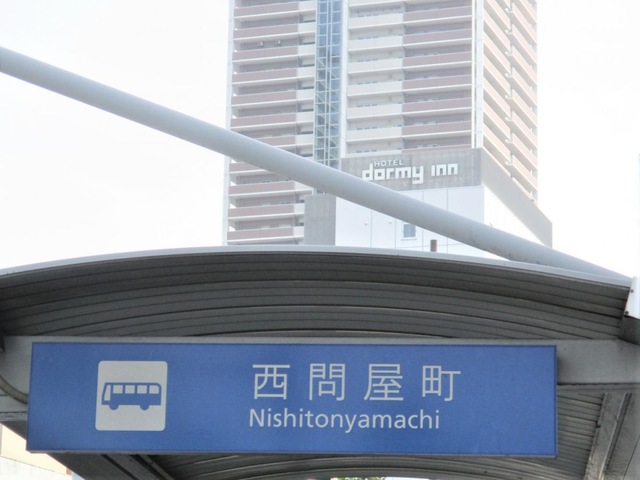 HOTEL
dormy inn
西問屋町
Nishitonyamachi